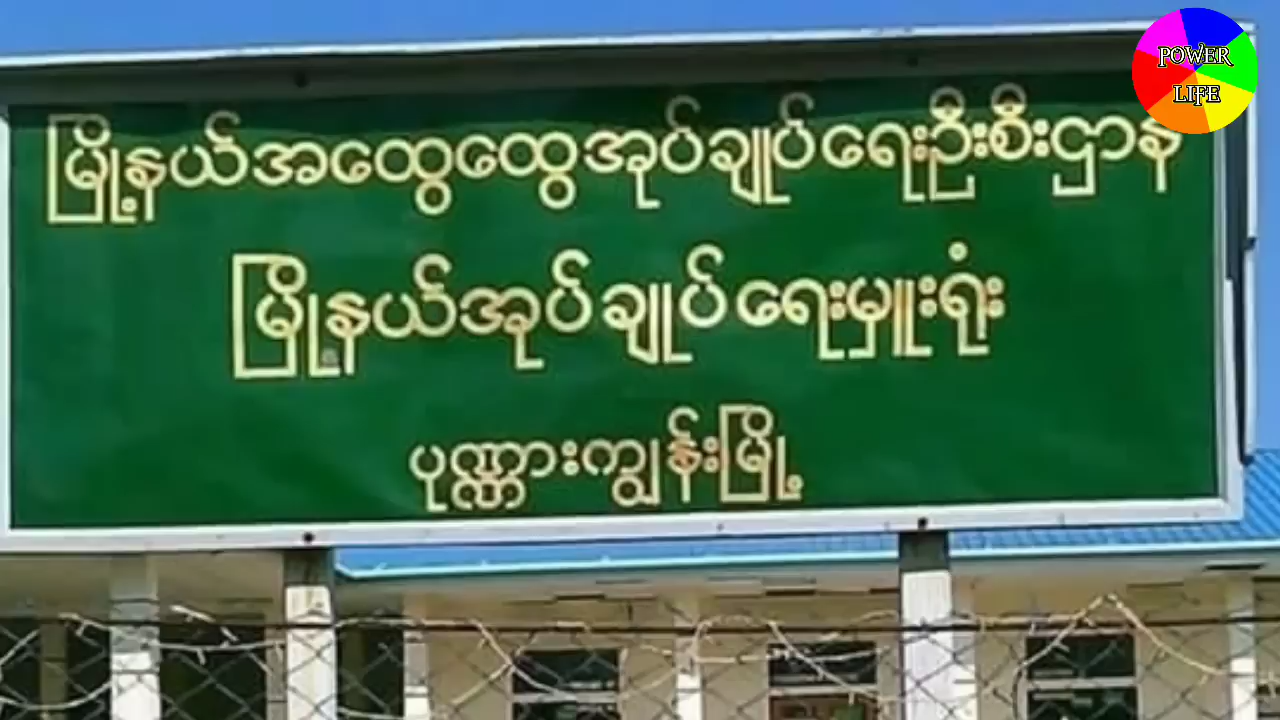 မြို့နယ်အထွေထွေအုပ်ချုပ်ရေးဦးစီးဌာန
မြို့နယ်အုပ်ချုပ်ရေးမှူးရုံး
ပုဏ္ဏားကျွန်းမြို့
POWER
LIFE